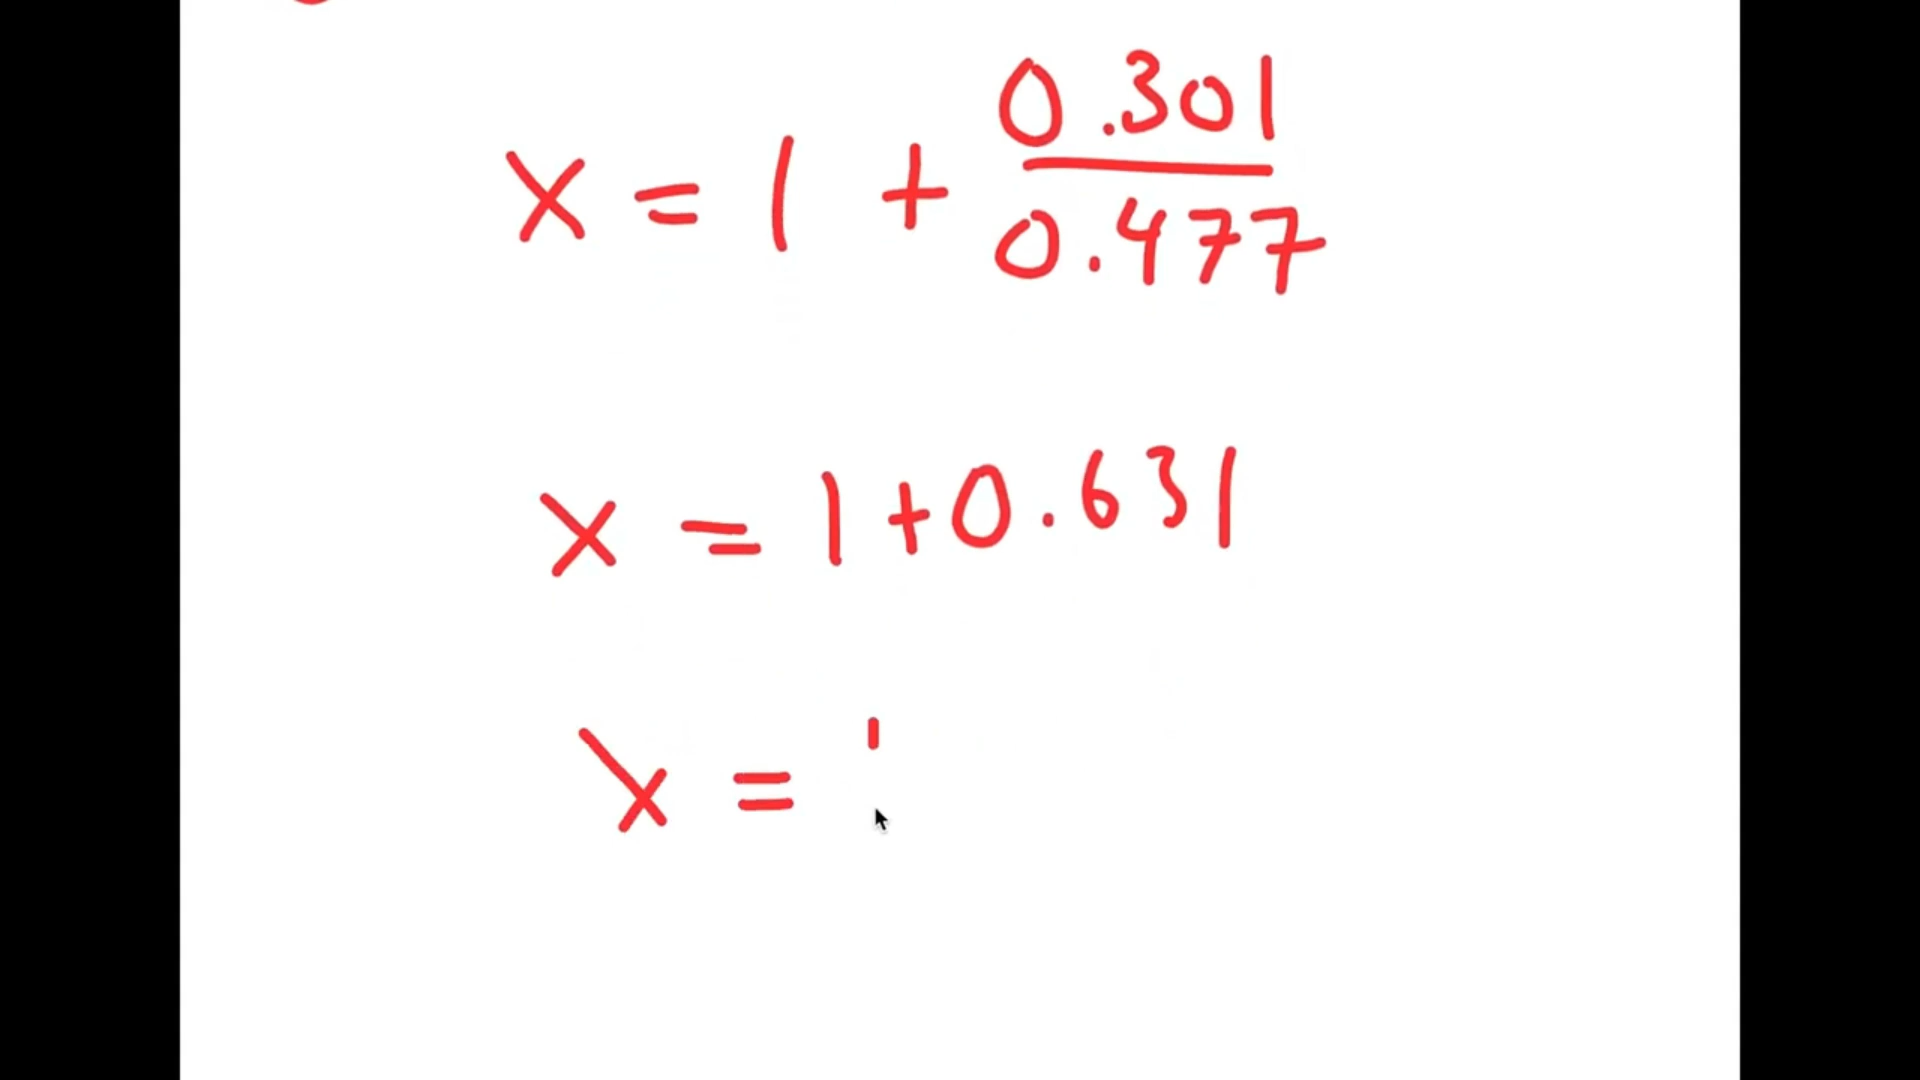 x = 1 + 0.301/0.477
x = 1 + 0.631
x =